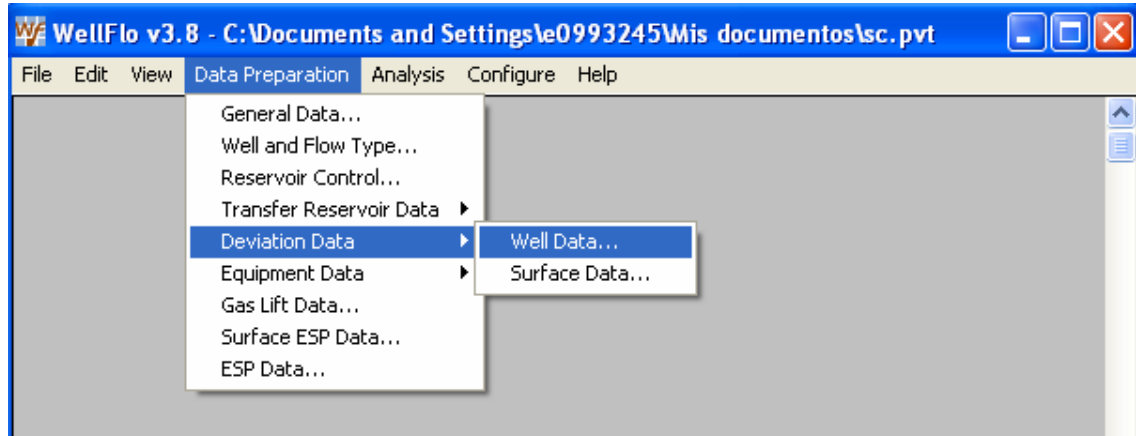 WellFlo v3.8 - C:\Documents and Settings\e0993245\Mis documentos\sc.pvt
File Edit View Data Preparation Analysis Configure Help
General Data...
Well and Flow Type...
Reservoir Control...
Transfer Reservoir Data
Deviation Data
Well Data...
Surface Data...
Equipment Data
Gas Lift Data...
Surface ESP Data...
ESP Data...